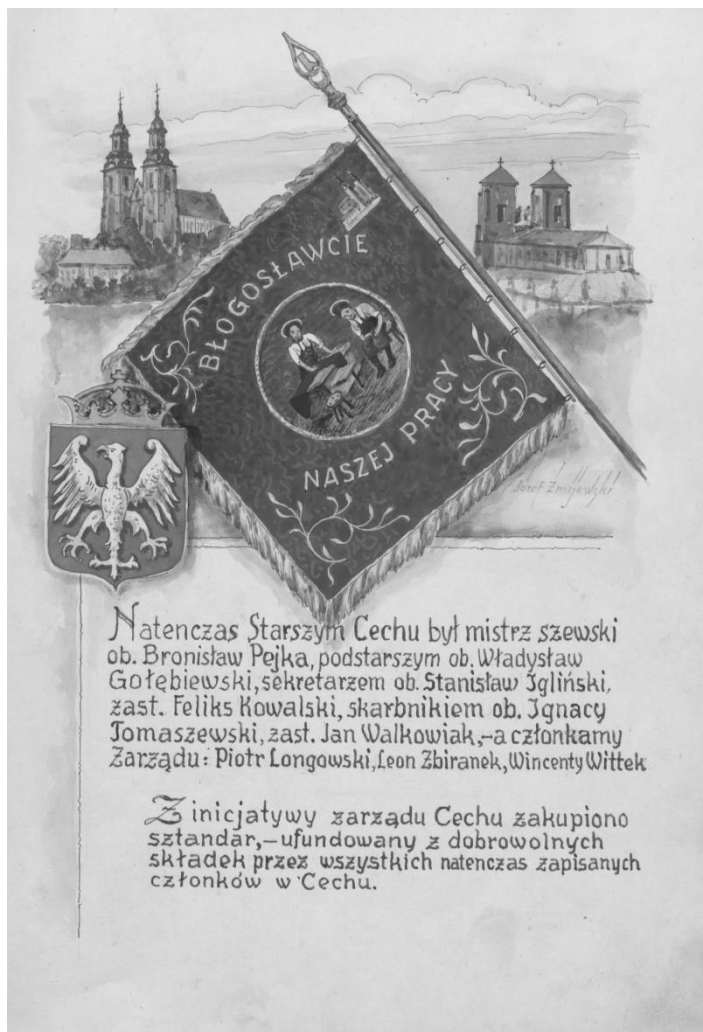 BŁOGOSŁAWCIE
NASZEJ PRACY
Józef Żmijewski
Natenczas Starszym Cechu był mistrz szewski
ob. Bronisław Pejka, podstarszym ob. Władysław
Gołębiewski, sekretarzem ob. Stanisław Igliński,
zast. Feliks Kowalski, skarbnikiem ob. Ignacy
Tomaszewski, zast. Jan Walkowiak,-a członkamy
Zarządu: Piotr Longowski, Leon Zbiranek, Wincenty Wittek
Z inicjatywy zarządu Cechu zakupiono
sztandar,-ufundowany z dobrowolnych
składek przez wszystkich natenczas zapisanych
członków w Cechu.